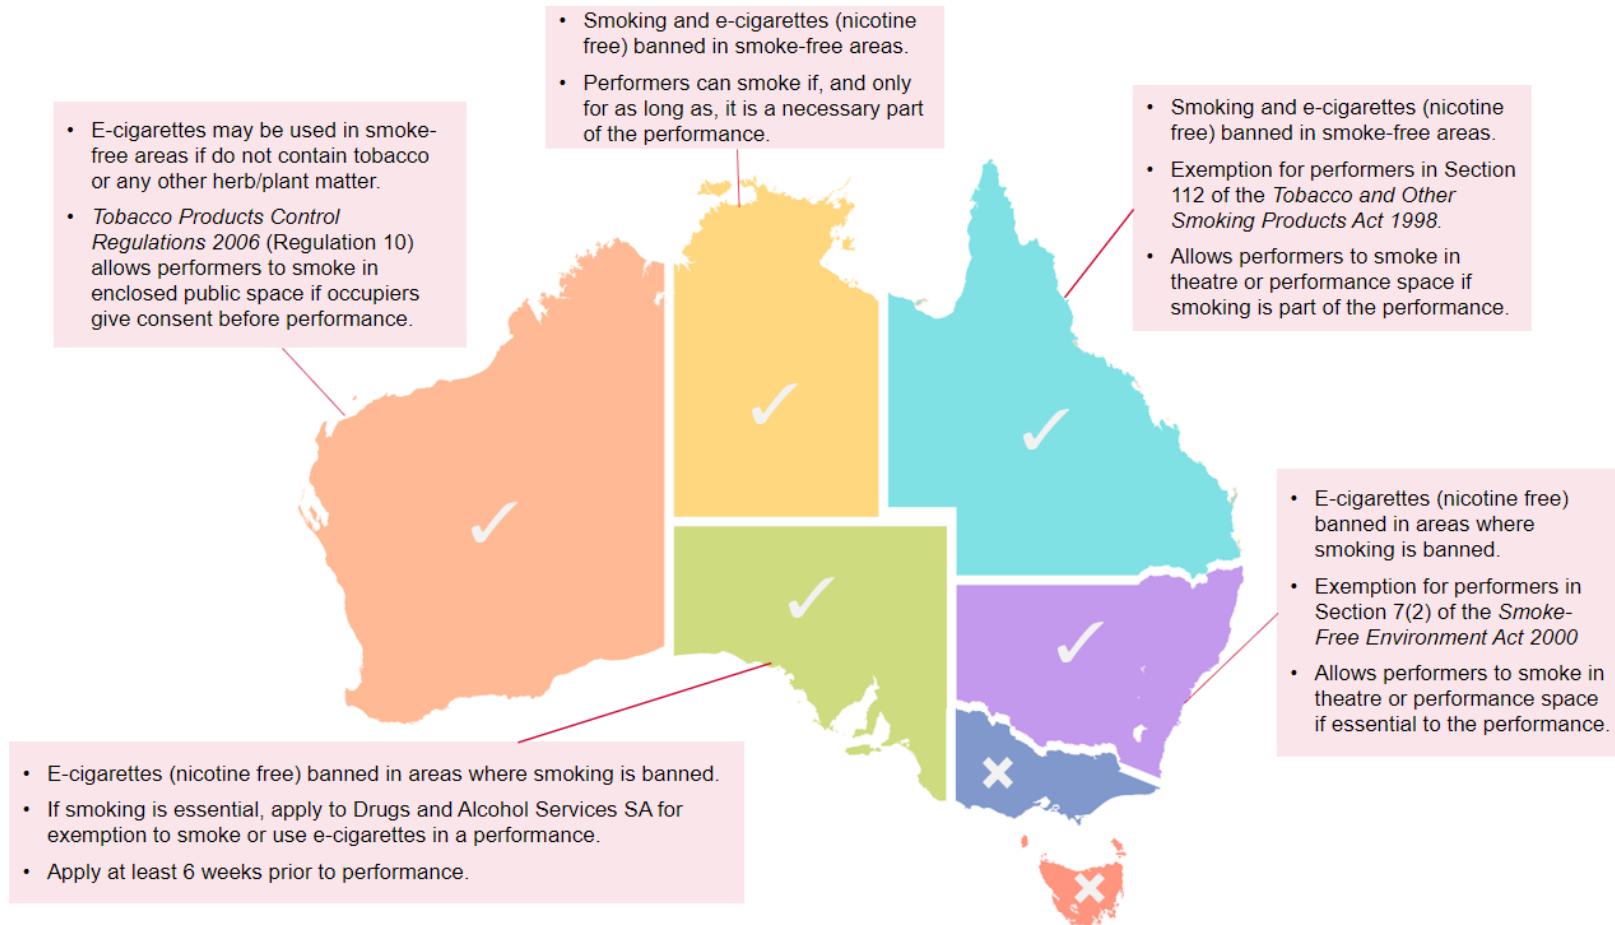 • Smoking and e-cigarettes (nicotine
free) banned in smoke-free areas.
• Performers can smoke if, and only
for as long as, it is a necessary part
of the performance.
• E-cigarettes may be used in smoke-
free areas if do not contain tobacco
or any other herb/plant matter.
• Tobacco Products Control
Regulations 2006 (Regulation 10)
allows performers to smoke in
enclosed public space if occupiers
give consent before performance.
• Smoking and e-cigarettes (nicotine
free) banned in smoke-free areas.
• Exemption for performers in Section
112 of the Tobacco and Other
Smoking Products Act 1998.
• Allows performers to smoke in
theatre or performance space if
smoking is part of the performance.
• E-cigarettes (nicotine free)
banned in areas where
smoking is banned.
• Exemption for performers in
Section 7(2) of the Smoke-
Free Environment Act 2000
• Allows performers to smoke in
theatre or performance space
if essential to the performance.
• E-cigarettes (nicotine free) banned in areas where smoking is banned.
• If smoking is essential, apply to Drugs and Alcohol Services SA for
exemption to smoke or use e-cigarettes in a performance.
• Apply at least 6 weeks prior to performance.